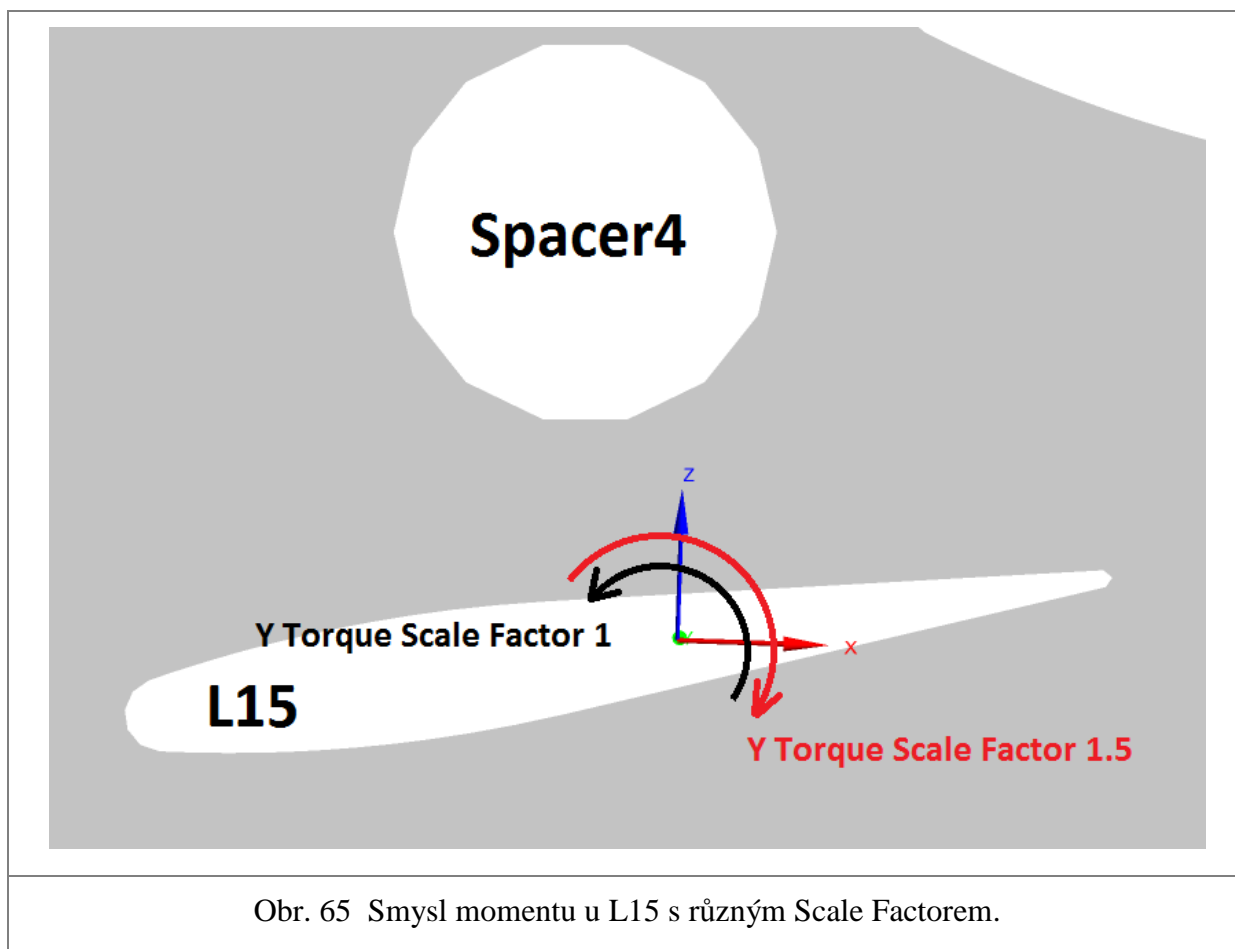 Spacer4
z
Y Torque Scale Factor 1
x
L15
Y Torque Scale Factor 1.5
Obr. 65 Smysl momentu u L15 s různým Scale Factorem.